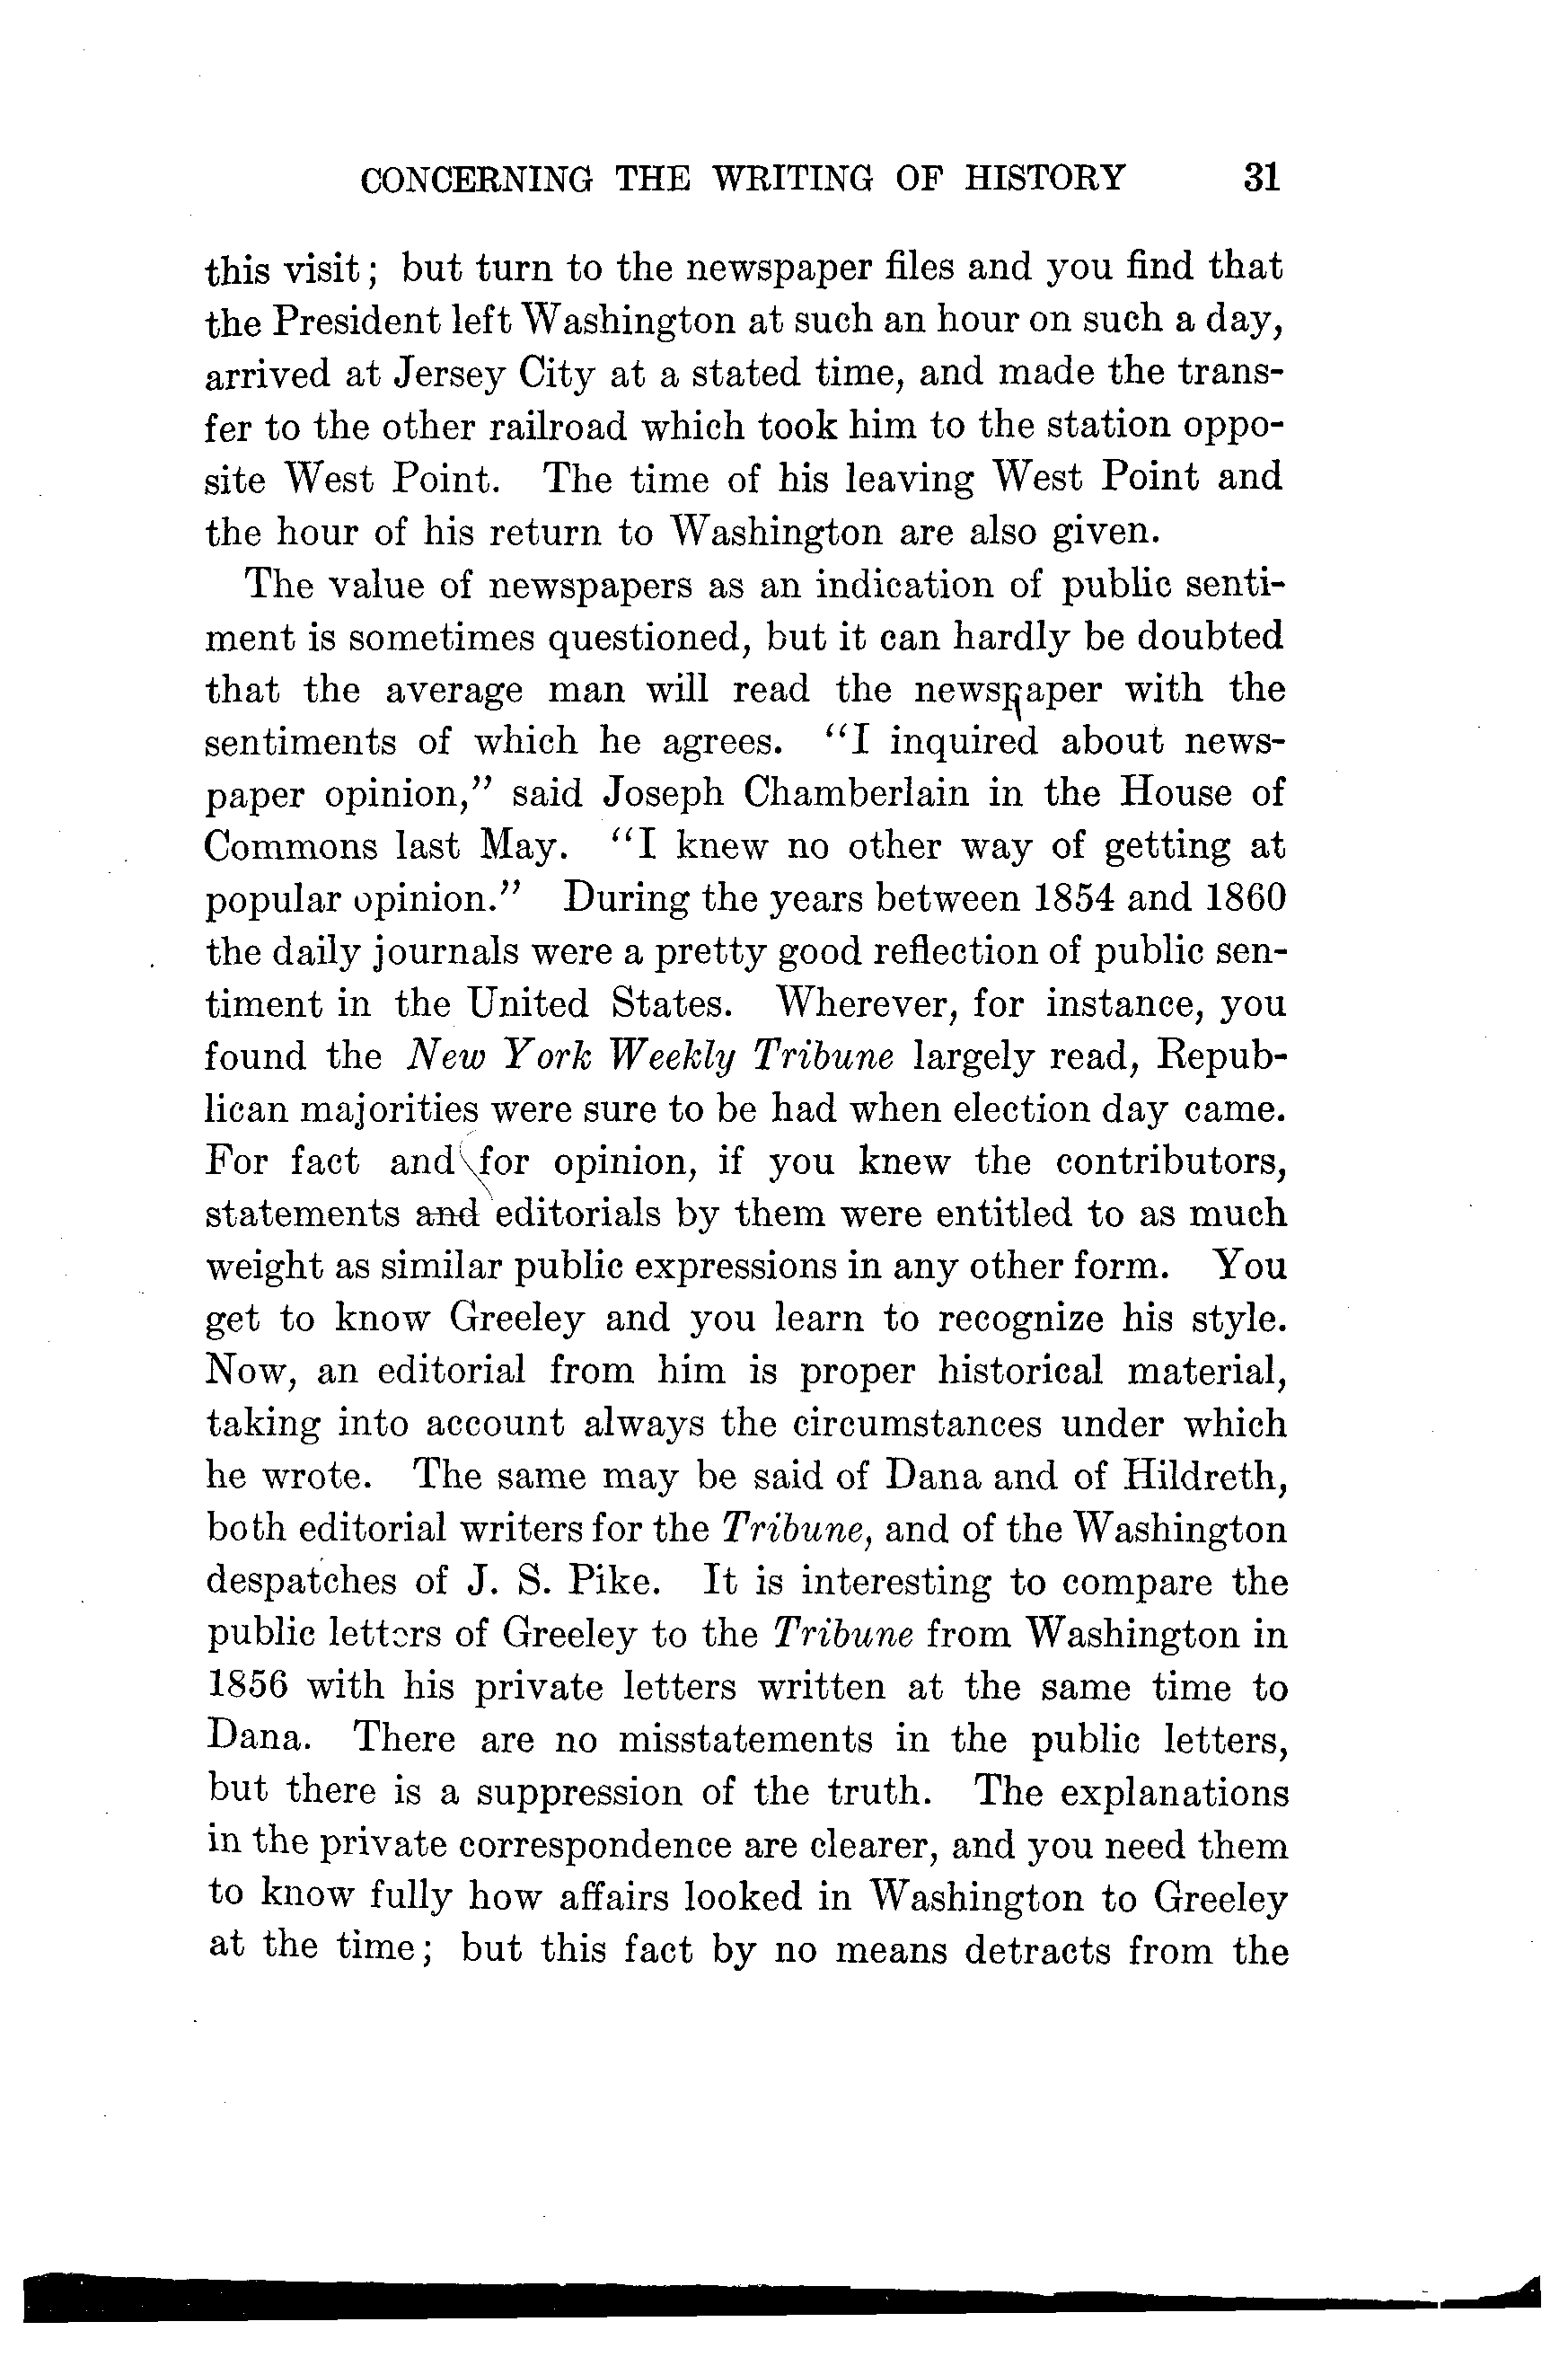 CONCERNING THE WRITING OF HISTORY 31
this visit; but turn to the newspaper files and you find that
the President left Washington at such an hour on such a day,
arrived at Jersey City at a stated time, and made the trans-
fer to the other railroad which took him to the station oppo-
site West Point. The time of his leaving West Point and
the hour of his return to Washington are also given.
The value of newspapers as an indication of public senti-
ment is sometimes questioned, but it can hardly be doubted
that the average man will read the newspaper with the
sentiments of which he agrees. "I inquired about news-
paper opinion," said Joseph Chamberlain in the House of
Commons last May. "I knew no other way of getting at
popular opinion." During the years between 1854 and 1860
the daily journals were a pretty good reflection of public sen-
timent in the United States. Wherever, for instance, you
found the New York Weekly Tribune largely read, Repub-
lican majorities were sure to be had when election day came.
For fact and for opinion, if you knew the contributors,
statements and editorials by them were entitled to as much
weight as similar public expressions in any other form. You
get to know Greeley and you learn to recognize his style.
Now, an editorial from him is proper historical material,
taking into account always the circumstances under which
he wrote. The same may be said of Dana and of Hildreth,
both editorial writers for the Tribune, and of the Washington
despatches of J. S. Pike. It is interesting to compare the
public letters of Greeley to the Tribune from Washington in
1856 with his private letters written at the same time to
Dana. There are no misstatements in the public letters,
but there is a suppression of the truth. The explanations
in the private correspondence are clearer, and you need them
to know fully how affairs looked in Washington to Greeley
at the time; but this fact by no means detracts from the